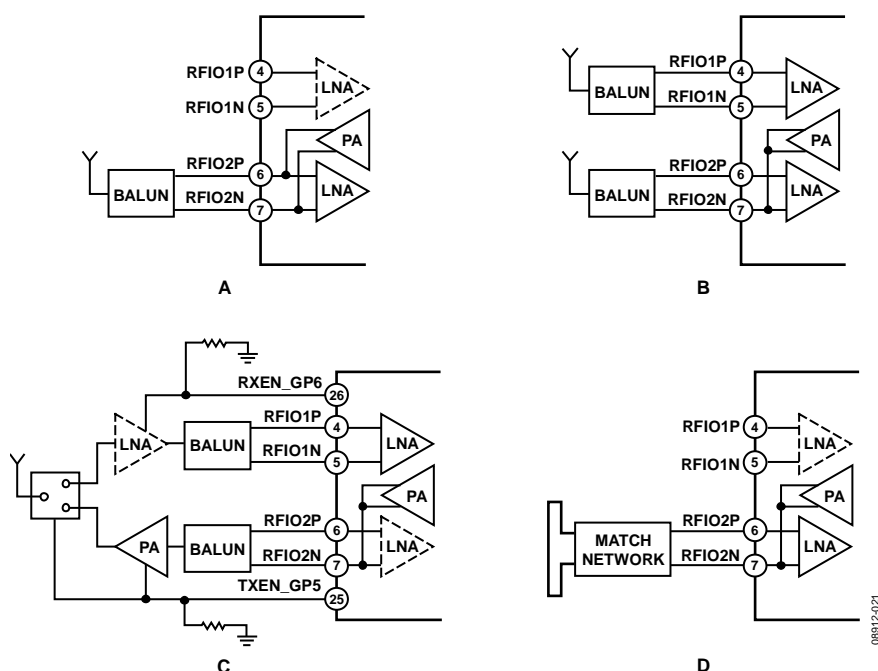 RFIO1P
4
LNA
RFIO1N
5
PA
RFIO2P
6
BALUN
LNA
RFIO2N
7
A
RFIO1P
4
BALUN
LNA
RFIO1N
5
PA
RFIO2P
6
BALUN
LNA
RFIO2N
7
B
RXEN_GP6
26
RFIO1P
4
LNA
BALUN
LNA
RFIO1N
5
PA
RFIO2P
6
PA
BALUN
LNA
RFIO2N
7
TXEN_GP5
25
C
RFIO1P
4
LNA
RFIO1N
5
PA
RFIO2P
6
MATCH
NETWORK
LNA
RFIO2N
7
D
08912-021